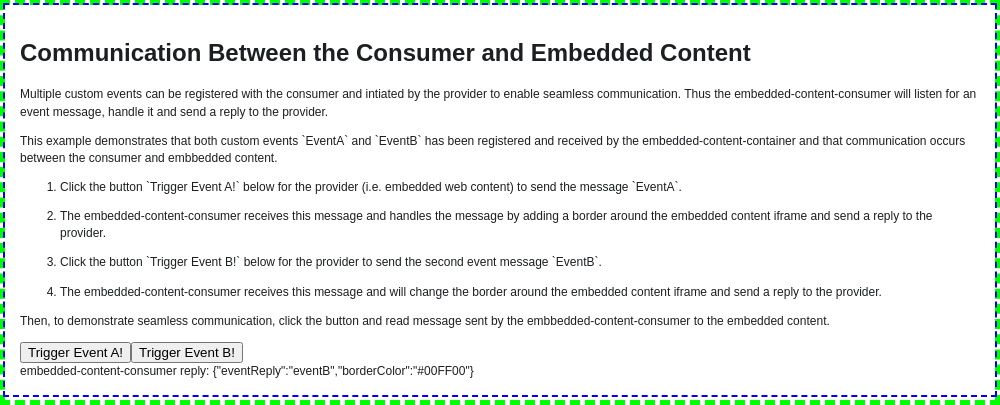 Communication Between the Consumer and Embedded Content
Multiple custom events can be registered with the consumer and intiated by the provider to enable seamless communication. Thus the embedded-content-consumer will listen for an
event message, handle it and send a reply to the provider.
This example demonstrates that both custom events `EventA` and `EventB` has been registered and received by the embedded-content-container and that communication occurs
between the consumer and embbedded content.
1. Click the button `Trigger Event A!` below for the provider (i.e. embedded web content) to send the message `EventA`.
2. The embedded-content-consumer receives this message and handles the message by adding a border around the embedded content iframe and send a reply to the
provider.
3. Click the button `Trigger Event B!` below for the provider to send the second event message `EventB`.
4. The embedded-content-consumer receives this message and will change the border around the embedded content iframe and send a reply to the provider.
Then, to demonstrate seamless communication, click the button and read message sent by the embbedded-content-consumer to the embedded content.
Trigger Event A! Trigger Event B!
embedded-content-consumer reply: {"eventReply":"eventB","borderColor":"#00FF00"}